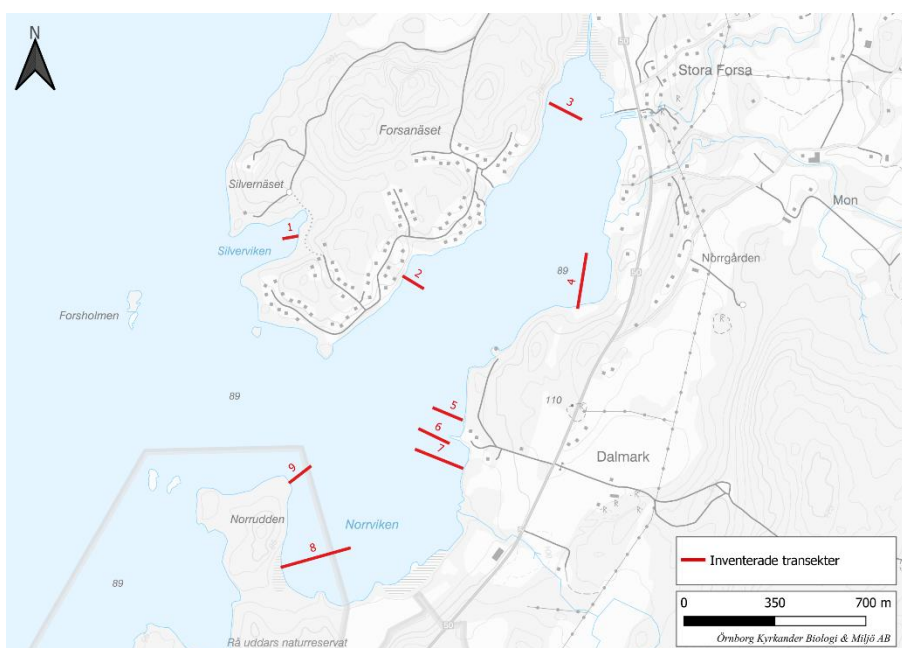 N
Stora Forsa
3
R
R
Forsanäset
Silvernäset
Mon
1
Silverviken
Norrgården
2
89
4
R
Forsholmen
89
110
5
6
Dalmark
7
9
R
R
R
Norrudden
Norrviken
8
89
Inventerade transekter
0 350 700 m
Rå uddars naturreservat
Örnborg Kyrkander Biologi & Miljö AB